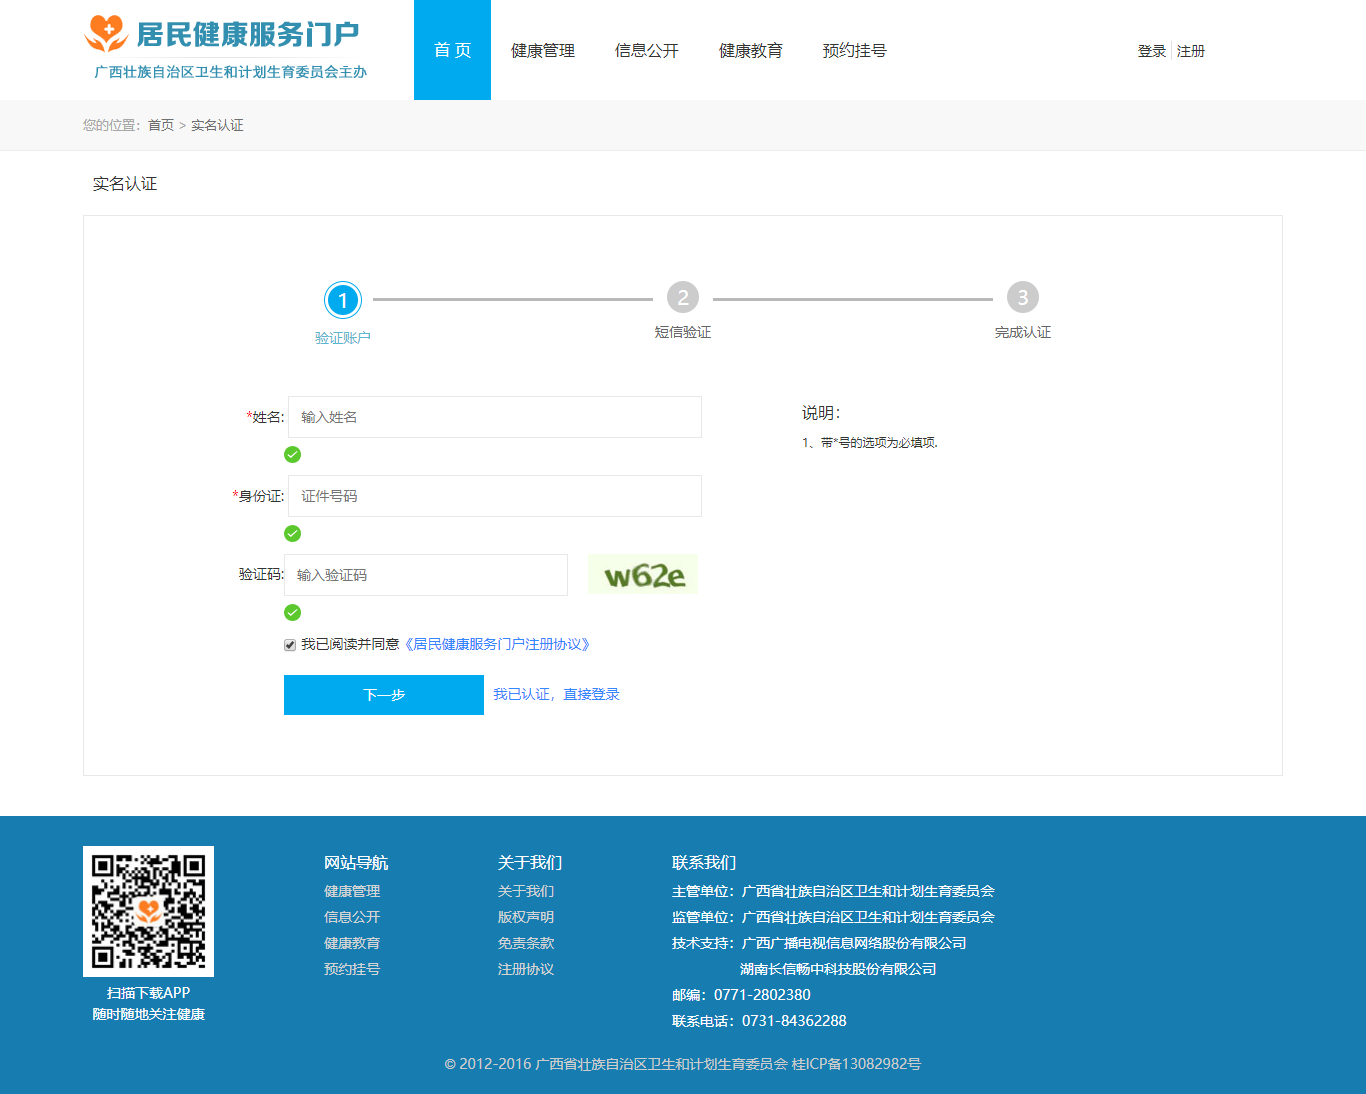 居民健康服务门户
广西壮族自治区卫生和计划生育委员会主办
首 页 健康管理 信息公开 健康教育 预约挂号 登录 注册
您的位置：首页 > 实名认证
实名认证
1 2 3
验证账户 短信验证 完成认证
*姓名: 输入姓名
说明：
1、带*号的选项为必填项.
*身份证: 证件号码
验证码: 输入验证码 w62e
我已阅读并同意《居民健康服务门户注册协议》
下一步 我已认证，直接登录
网站导航
健康管理
信息公开
健康教育
预约挂号
关于我们
关于我们
版权声明
免责条款
注册协议
联系我们
主管单位：广西省壮族自治区卫生和计划生育委员会
监管单位：广西省壮族自治区卫生和计划生育委员会
技术支持：广西广播电视信息网络股份有限公司
湖南长信畅中科技股份有限公司
邮编：0771-2802380
联系电话：0731-84362288
扫描下载APP
随时随地关注健康
© 2012-2016 广西省壮族自治区卫生和计划生育委员会 桂ICP备13082982号